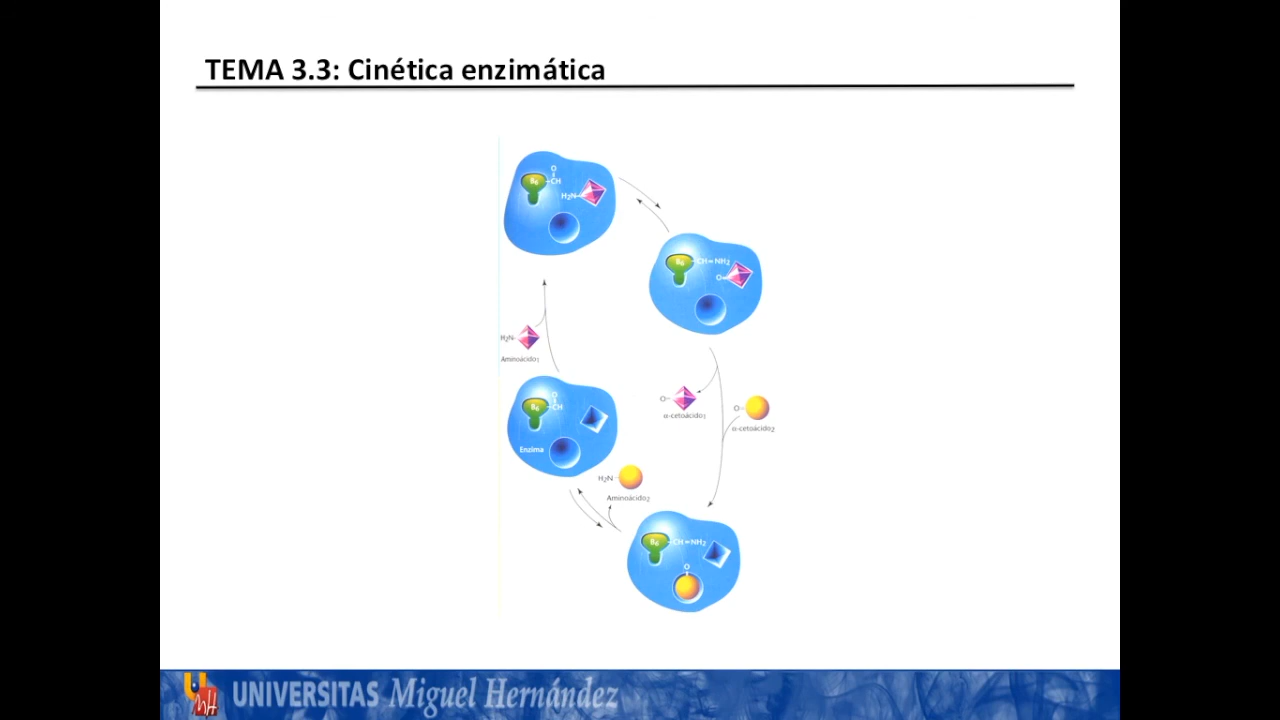 TEMA 3.3: Cinética enzimática
O
B₆ CH
H₂N
B₆ CH=NH₂
O
H₂N
Aminoácido₁
O
α-cetoácido₁
O
α-cetoácido₂
O
B₆ CH
Enzima
H₂N
Aminoácido₂
B₆ CH=NH₂
O
UNIVERSITAS Miguel Hernández